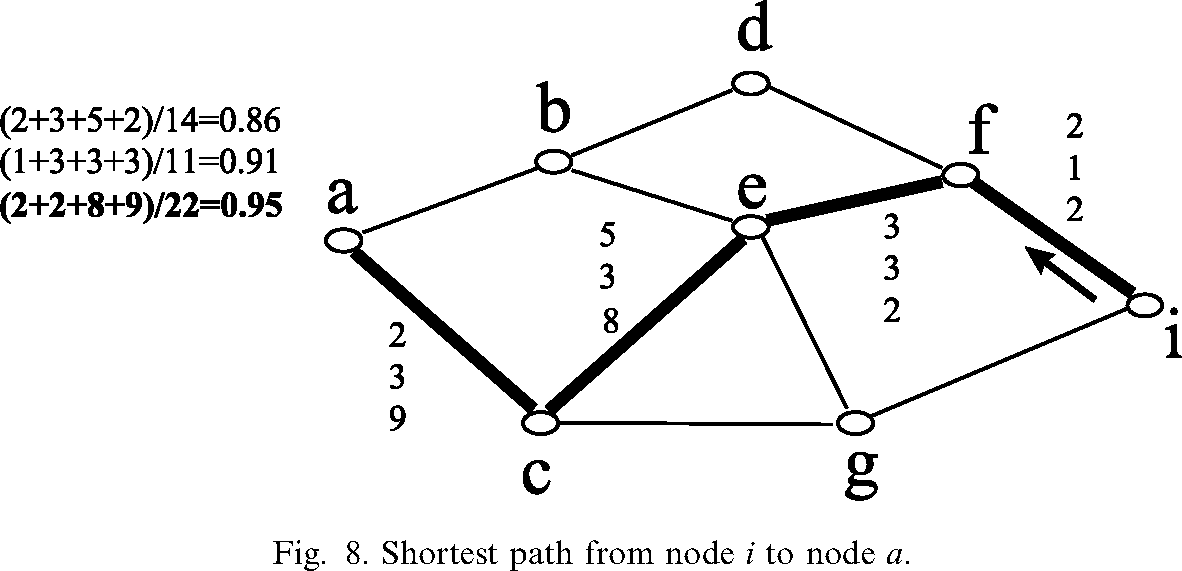 d
b
f
2
1
2
(2+3+5+2)/14=0.86
(1+3+3+3)/11=0.91
(2+2+8+9)/22=0.95
a
e
5
3
8
3
3
2
i
2
3
9
c
g
Fig. 8. Shortest path from node i to node a.